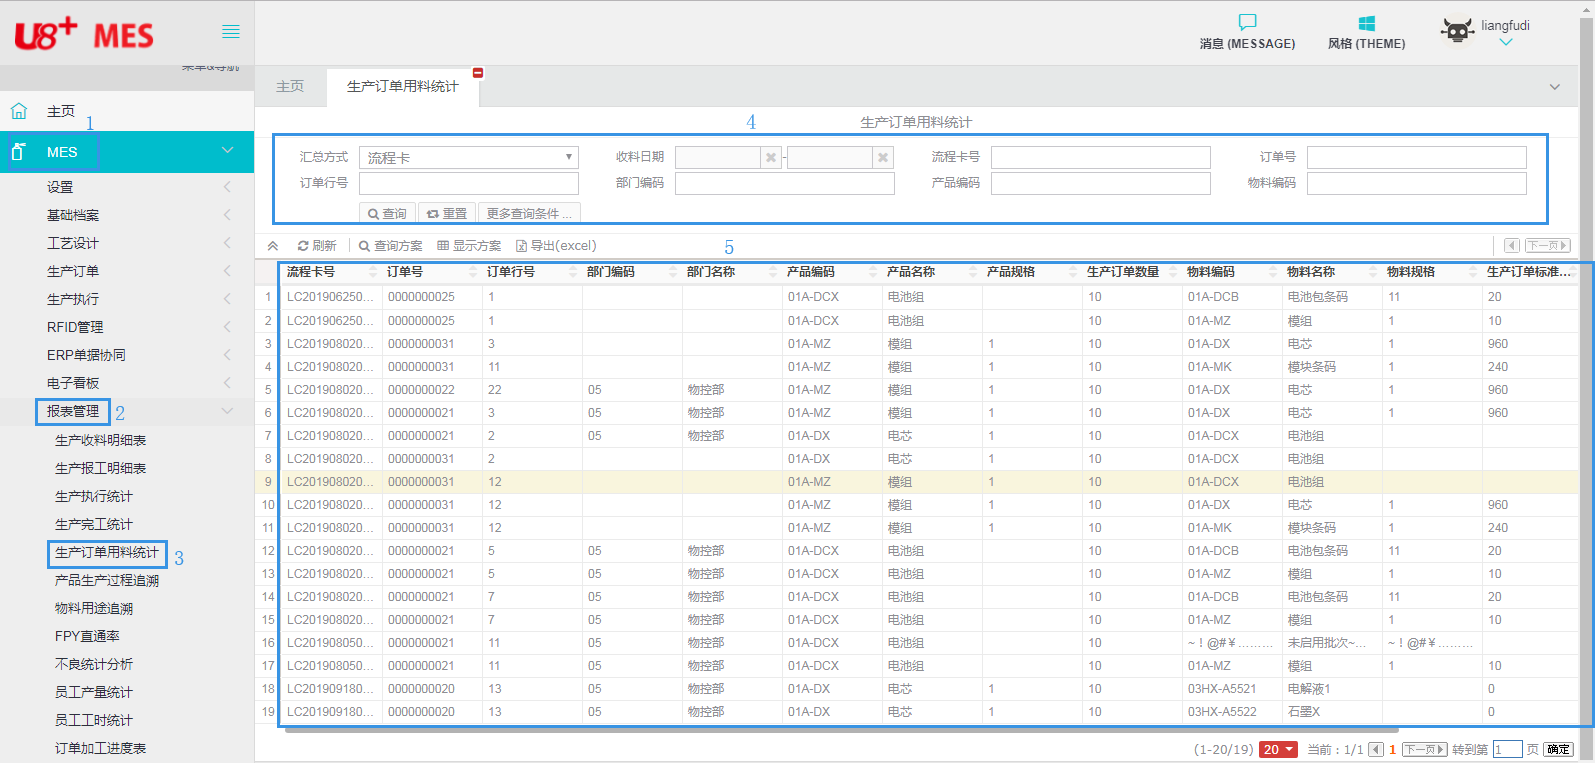 U8+ MES
菜单&导航
消息 (MESSAGE)
风格 (THEME)
liangfudi
主页
生产订单用料统计
主页
1
MES
设置
基础档案
工艺设计
生产订单
生产执行
RFID管理
ERP单据协同
电子看板
报表管理
2
生产收料明细表
生产报工明细表
生产执行统计
生产完工统计
生产订单用料统计
3
产品生产过程追溯
物料用途追溯
FPY直通率
不良统计分析
员工产量统计
员工工时统计
订单加工进度表
4
生产订单用料统计
汇总方式 流程卡 收料日期 - 流程卡号 订单号
订单行号 部门编码 产品编码 物料编码
查询 重置 更多查询条件 ...
刷新 查询方案 显示方案 导出(excel) 5 下一页
流程卡号 订单号 订单行号 部门编码 部门名称 产品编码 产品名称 产品规格 生产订单数量 物料编码 物料名称 物料规格 生产订单标准...
1 LC201906250... 0000000025 1 01A-DCX 电池组 10 01A-DCB 电池包条码 11 20
2 LC201906250... 0000000025 1 01A-DCX 电池组 10 01A-MZ 模组 1 10
3 LC201908020... 0000000031 3 01A-MZ 模组 1 10 01A-DX 电芯 1 960
4 LC201908020... 0000000031 11 01A-MZ 模组 1 10 01A-MK 模块条码 1 240
5 LC201908020... 0000000022 22 05 物控部 01A-MZ 模组 1 10 01A-DX 电芯 1 960
6 LC201908020... 0000000021 3 05 物控部 01A-MZ 模组 1 10 01A-DX 电芯 1 960
7 LC201908020... 0000000021 2 05 物控部 01A-DX 电芯 1 10 01A-DCX 电池组
8 LC201908020... 0000000031 2 01A-DX 电芯 1 10 01A-DCX 电池组
9 LC201908020... 0000000031 12 01A-MZ 模组 1 10 01A-DCX 电池组
10 LC201908020... 0000000031 12 01A-MZ 模组 1 10 01A-DX 电芯 1 960
11 LC201908020... 0000000031 12 01A-MZ 模组 1 10 01A-MK 模块条码 1 240
12 LC201908020... 0000000021 5 05 物控部 01A-DCX 电池组 10 01A-DCB 电池包条码 11 20
13 LC201908020... 0000000021 5 05 物控部 01A-DCX 电池组 10 01A-MZ 模组 1 10
14 LC201908020... 0000000021 7 05 物控部 01A-DCX 电池组 10 01A-DCB 电池包条码 11 20
15 LC201908020... 0000000021 7 05 物控部 01A-DCX 电池组 10 01A-MZ 模组 1 10
16 LC201908050... 0000000021 11 05 物控部 01A-DCX 电池组 10 ~！@#￥……... 未启用批次~... ~！@#￥……...
17 LC201908050... 0000000021 11 05 物控部 01A-DCX 电池组 10 01A-MZ 模组 1 10
18 LC201909180... 0000000020 13 05 物控部 01A-DX 电芯 1 10 03HX-A5521 电解液1 0
19 LC201909180... 0000000020 13 05 物控部 01A-DX 电芯 1 10 03HX-A5522 石墨X 0
(1-20/19) 20 当前：1/1 1 下一页 转到第 1 页 确定